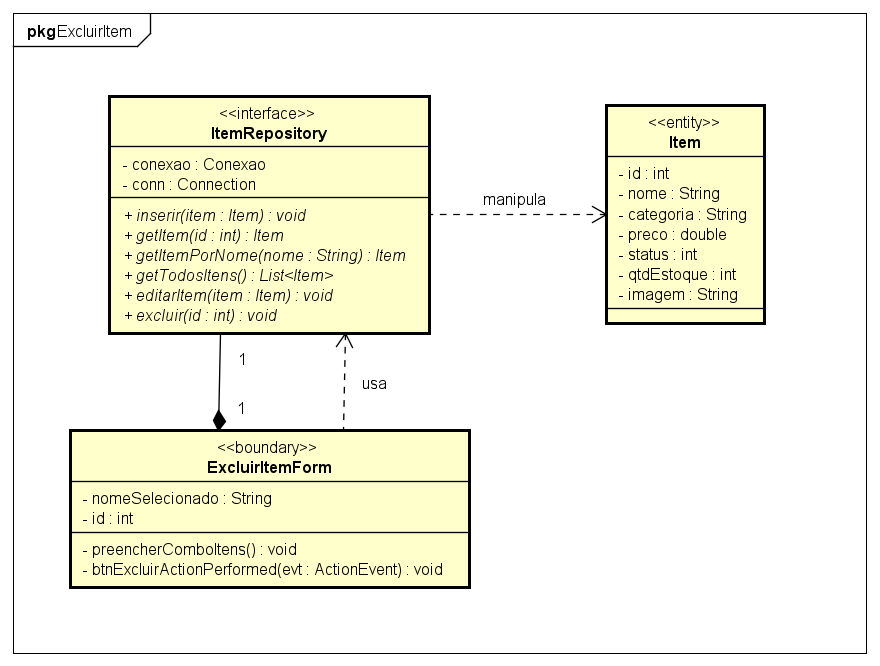 pkgExcluirItem
<<interface>>
ItemRepository
- conexao : Conexao
- conn : Connection
+ inserir(item : Item) : void
+ getItem(id : int) : Item
+ getItemPorNome(nome : String) : Item
+ getTodosItens() : List<Item>
+ editarItem(item : Item) : void
+ excluir(id : int) : void
manipula
<<entity>>
Item
- id : int
- nome : String
- categoria : String
- preco : double
- status : int
- qtdEstoque : int
- imagem : String
1
1
usa
<<boundary>>
ExcluirItemForm
- nomeSelecionado : String
- id : int
- preencherComboItens() : void
- btnExcluirActionPerformed(evt : ActionEvent) : void